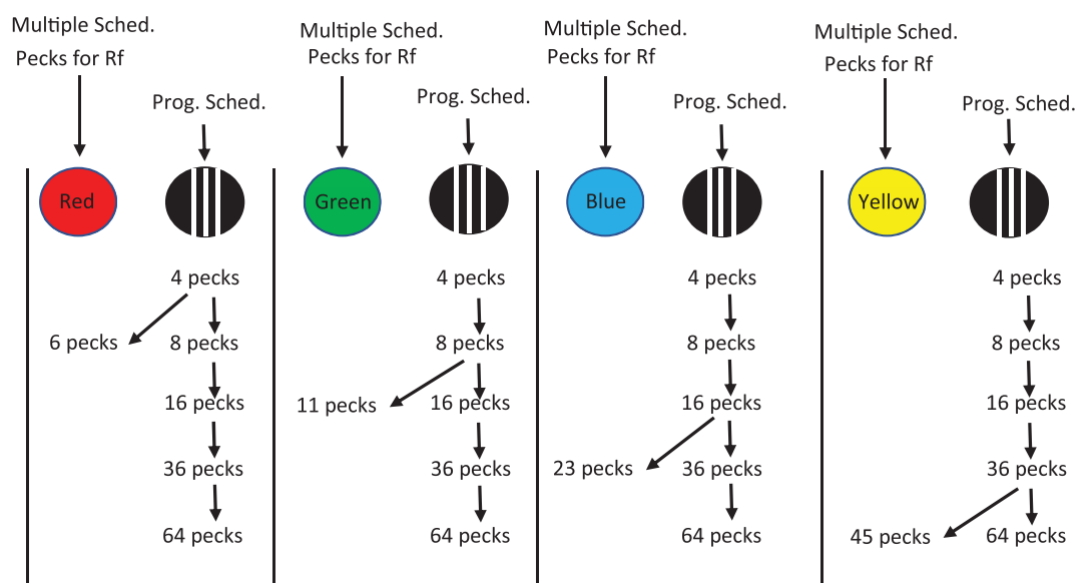 Multiple Sched.
Pecks for Rf
Prog. Sched.
Red
4 pecks
6 pecks
8 pecks
16 pecks
36 pecks
64 pecks
Multiple Sched.
Pecks for Rf
Prog. Sched.
Green
4 pecks
8 pecks
11 pecks
16 pecks
36 pecks
64 pecks
Multiple Sched.
Pecks for Rf
Prog. Sched.
Blue
4 pecks
8 pecks
16 pecks
23 pecks
36 pecks
64 pecks
Multiple Sched.
Pecks for Rf
Prog. Sched.
Yellow
4 pecks
8 pecks
16 pecks
36 pecks
45 pecks
64 pecks